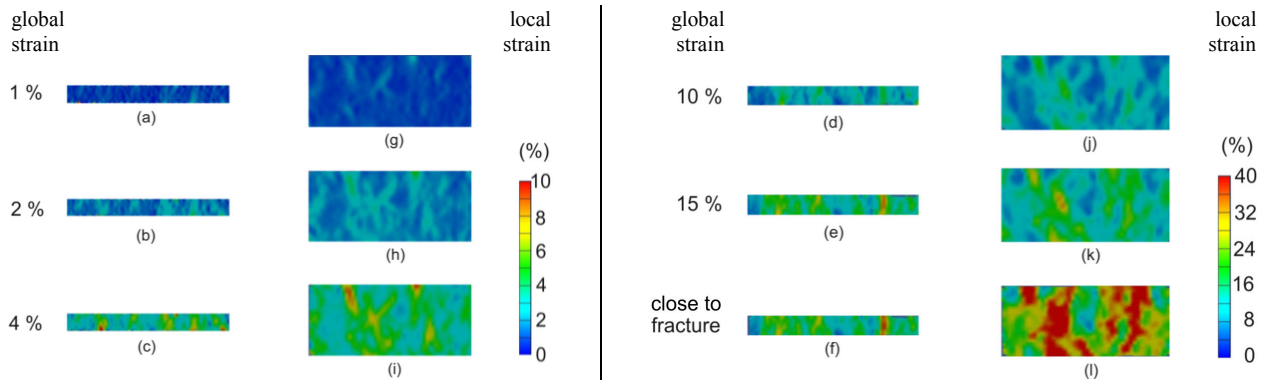 global
strain
local
strain
1 %
(a)
(g)
2 %
(b)
(h)
4 %
(c)
(i)
(%)
10
8
6
4
2
0
global
strain
local
strain
10 %
(d)
(j)
15 %
(e)
(k)
close to
fracture
(f)
(l)
(%)
40
32
24
16
8
0